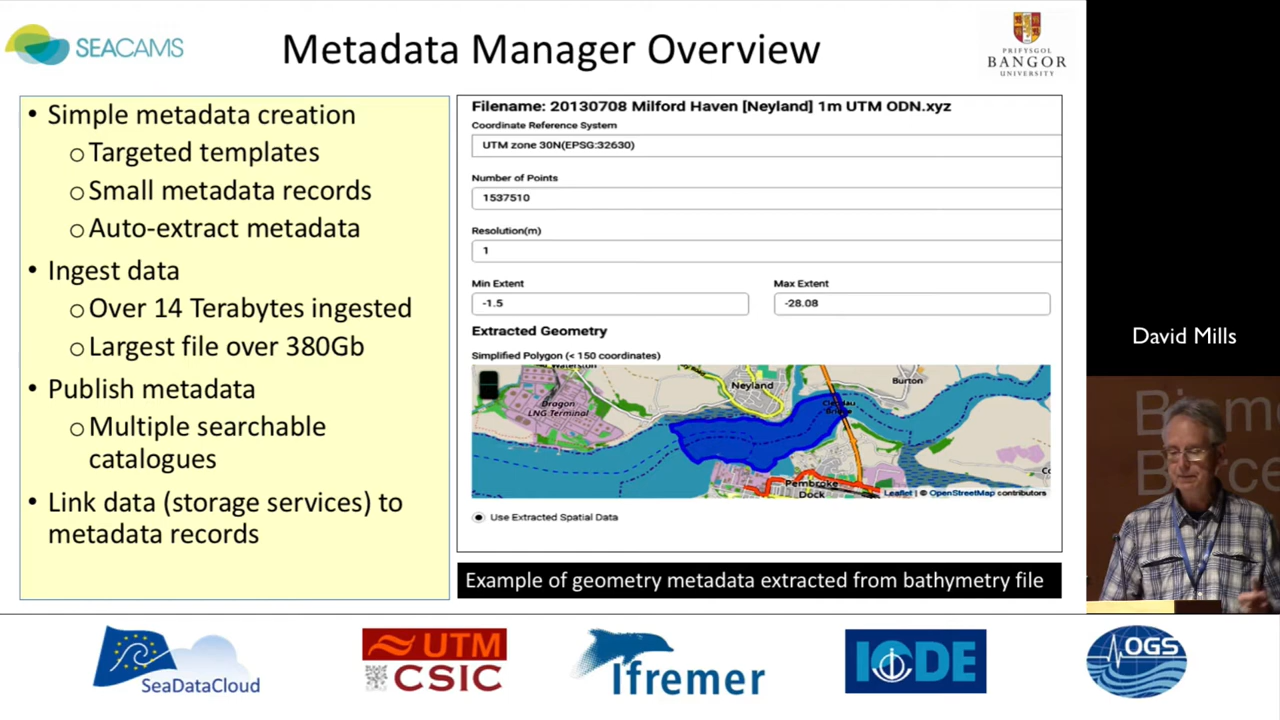 SEACAMS
Metadata Manager Overview
PRIFYSGOL
BANGOR
UNIVERSITY
• Simple metadata creation
o Targeted templates
o Small metadata records
o Auto-extract metadata
• Ingest data
o Over 14 Terabytes ingested
o Largest file over 380Gb
• Publish metadata
o Multiple searchable
catalogues
• Link data (storage services) to
metadata records
Filename: 20130708 Milford Haven [Neyland] 1m UTM ODN.xyz
Coordinate Reference System
UTM zone 30N(EPSG:32630)
Number of Points
1537510
Resolution(m)
1
Min Extent
Max Extent
-1.5
-28.08
Extracted Geometry
Simplified Polygon (< 150 coordinates)
Waterston
Neyland
Burton
Dragon
LNG Terminal
Pembroke
Dock
Leaflet | © OpenStreetMap contributors
Use Extracted Spatial Data
Example of geometry metadata extracted from bathymetry file
David Mills
SeaDataCloud
UTM
CSIC
Ifremer
IODE
OGS